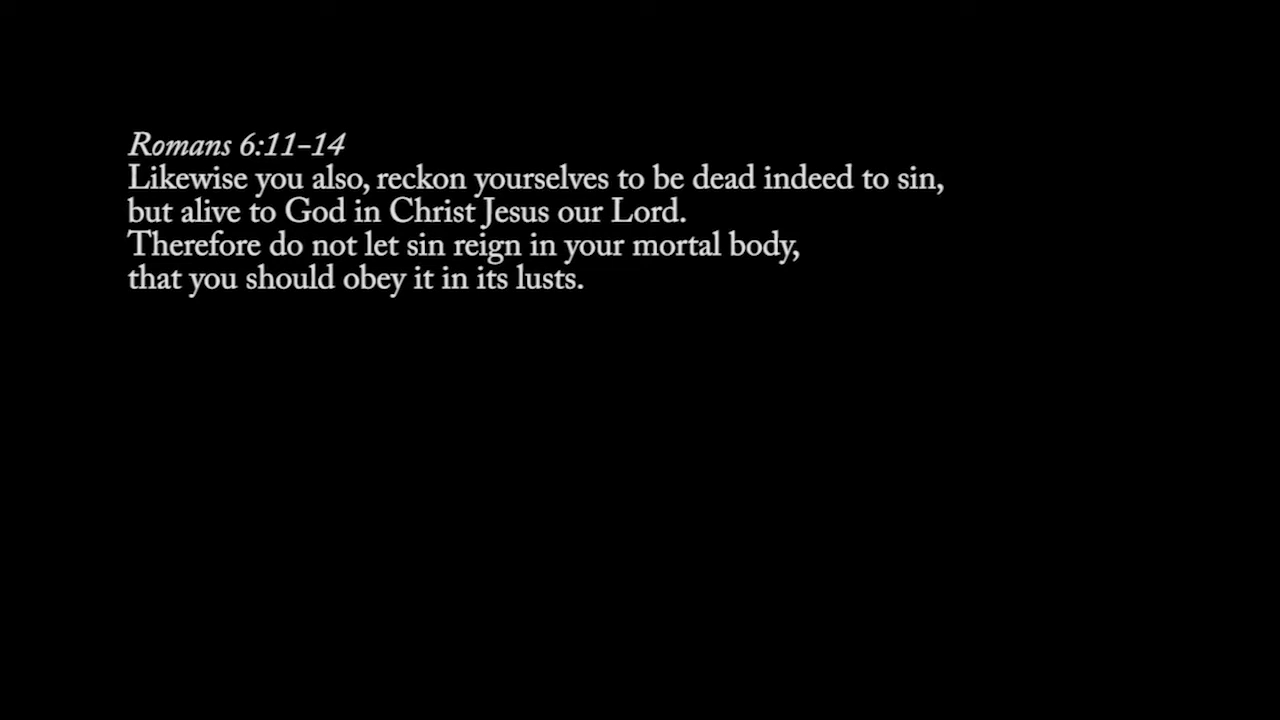 Romans 6:11-14
Likewise you also, reckon yourselves to be dead indeed to sin,
but alive to God in Christ Jesus our Lord.
Therefore do not let sin reign in your mortal body,
that you should obey it in its lusts.